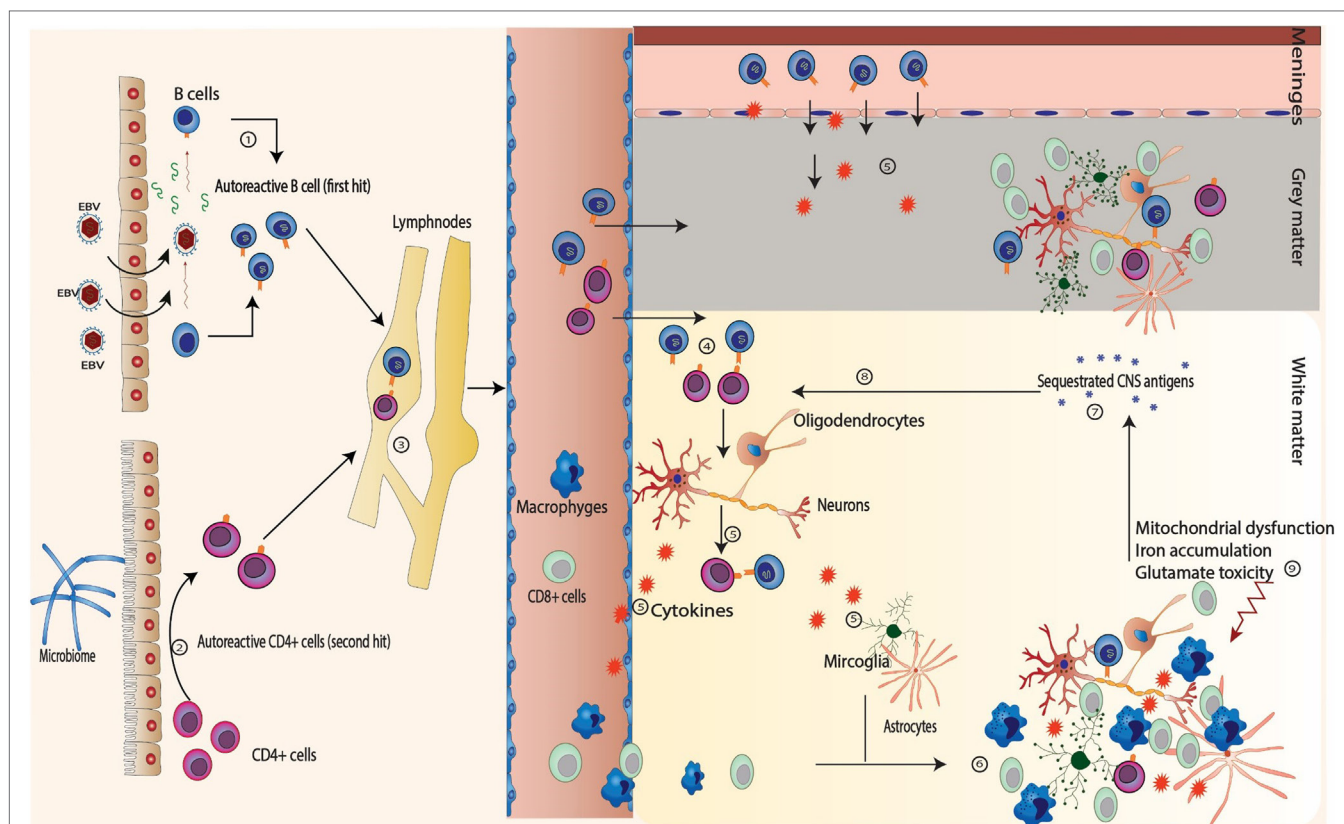 B cells
①
Autoreactive B cell (first hit)
EBV
EBV
EBV
Lymphnodes
③
Microbiome
②
Autoreactive CD4+ cells (second hit)
CD4+ cells
Macrophyges
CD8+ cells
Meninges
Grey matter
White matter
⑤
④
⑧
Sequestrated CNS antigens
⑦
Oligodendrocytes
Neurons
⑤
⑤
Cytokines
⑤
Mircoglia
Astrocytes
⑥
Mitochondrial dysfunction
Iron accumulation
Glutamate toxicity
⑨